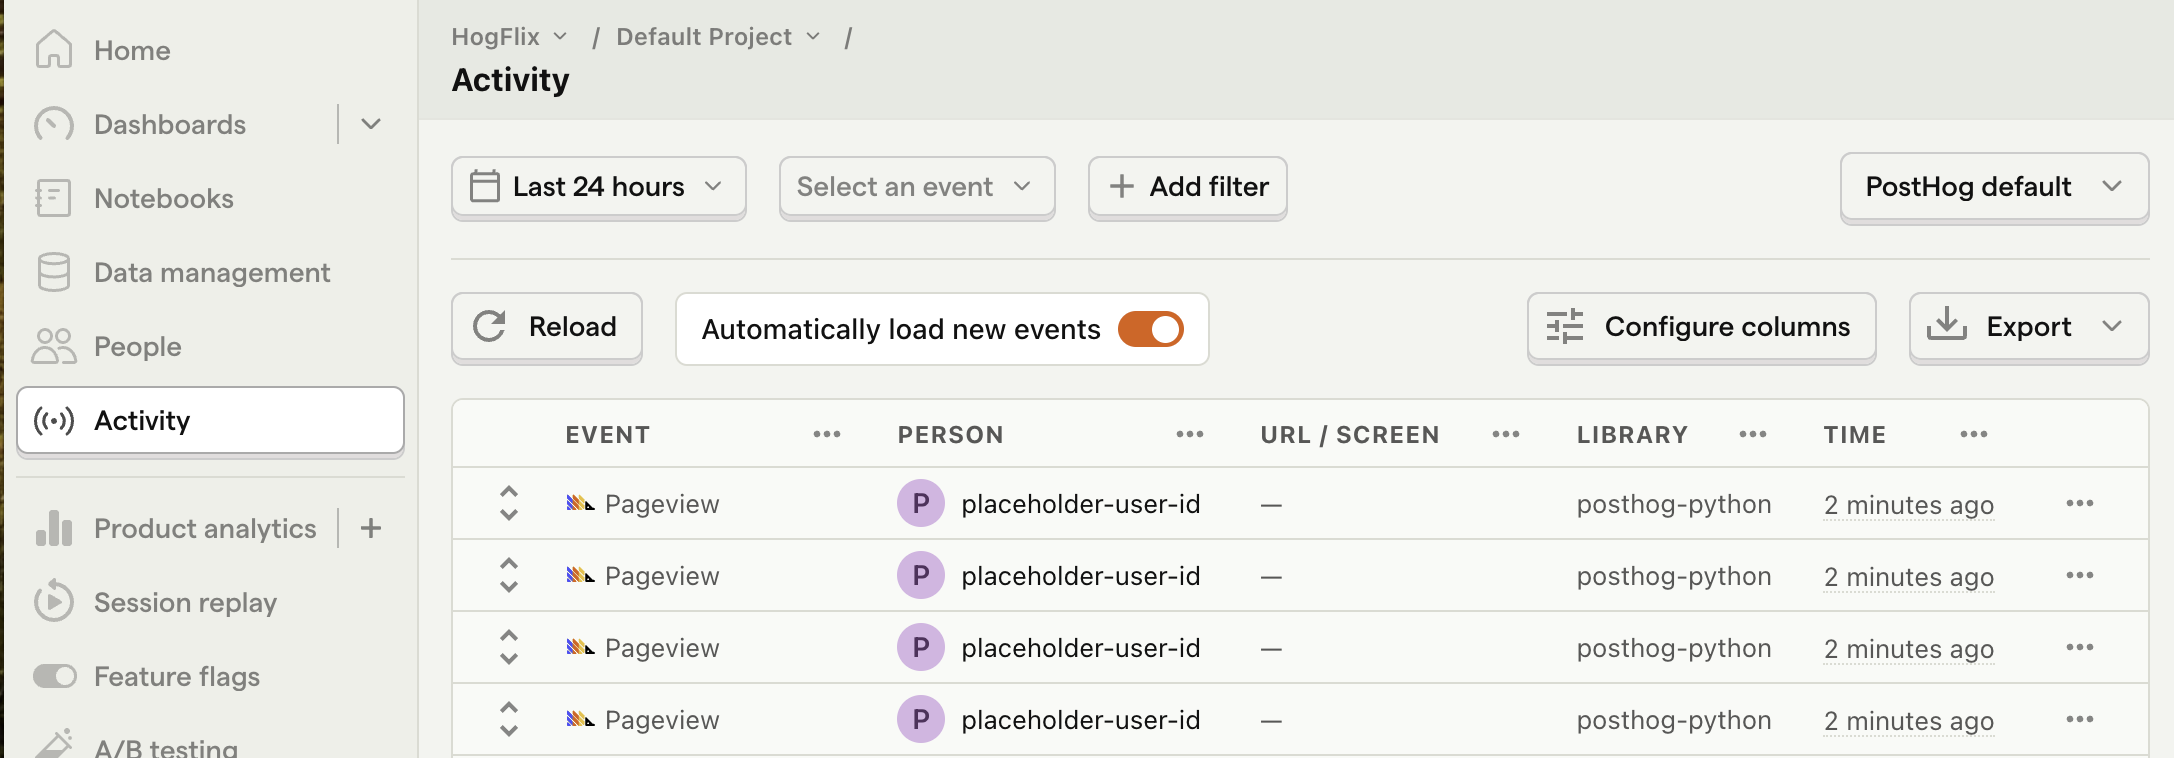 Home
Dashboards
Notebooks
Data management
People
Activity
Product analytics
Session replay
Feature flags
A/B testing
HogFlix / Default Project /
Activity
Last 24 hours Select an event + Add filter PostHog default
Reload Automatically load new events Configure columns Export
EVENT ••• PERSON ••• URL / SCREEN ••• LIBRARY ••• TIME •••
Pageview P placeholder-user-id — posthog-python 2 minutes ago •••
Pageview P placeholder-user-id — posthog-python 2 minutes ago •••
Pageview P placeholder-user-id — posthog-python 2 minutes ago •••
Pageview P placeholder-user-id — posthog-python 2 minutes ago •••